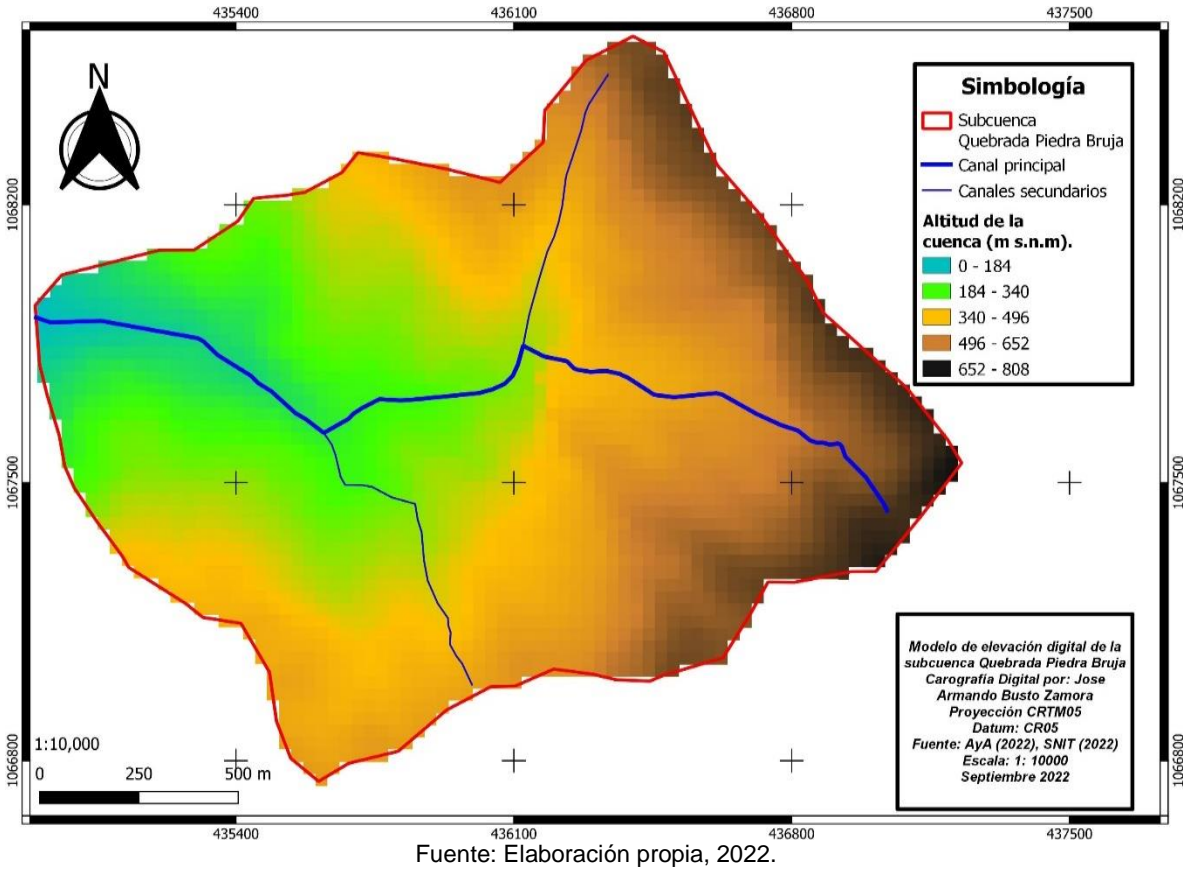 435400 436100 436800 437500
N
1068200
1067500
1066800
1068200
1067500
1066800
Simbología
Subcuenca
Quebrada Piedra Bruja
Canal principal
Canales secundarios
Altitud de la
cuenca (m s.n.m).
0 - 184
184 - 340
340 - 496
496 - 652
652 - 808
Modelo de elevación digital de la
subcuenca Quebrada Piedra Bruja
Carografía Digital por: Jose
Armando Busto Zamora
Proyección CRTM05
Datum: CR05
Fuente: AyA (2022), SNIT (2022)
Escala: 1: 10000
Septiembre 2022
1:10,000
0 250 500 m
435400 436100 436800 437500
Fuente: Elaboración propia, 2022.